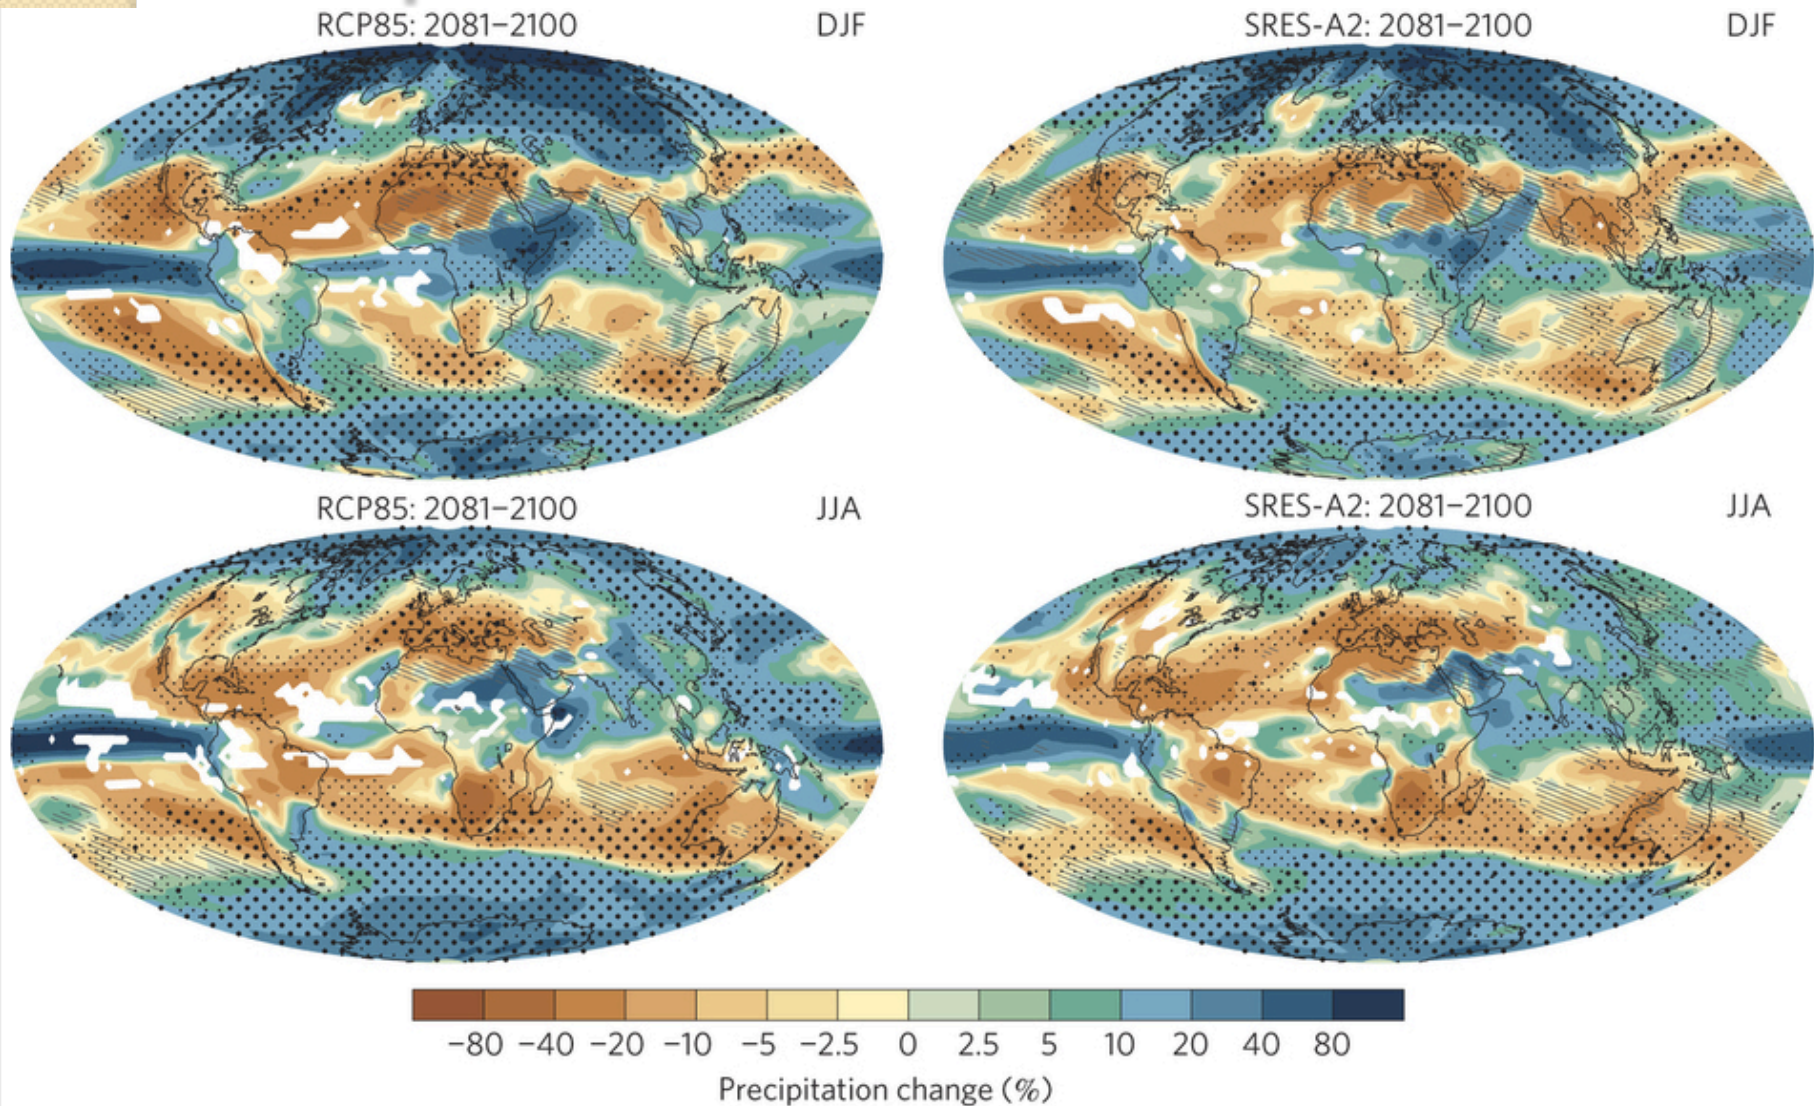 RCP85: 2081–2100 DJF SRES-A2: 2081–2100 DJF
RCP85: 2081–2100 JJA SRES-A2: 2081–2100 JJA
−80 −40 −20 −10 −5 −2.5 0 2.5 5 10 20 40 80
Precipitation change (%)